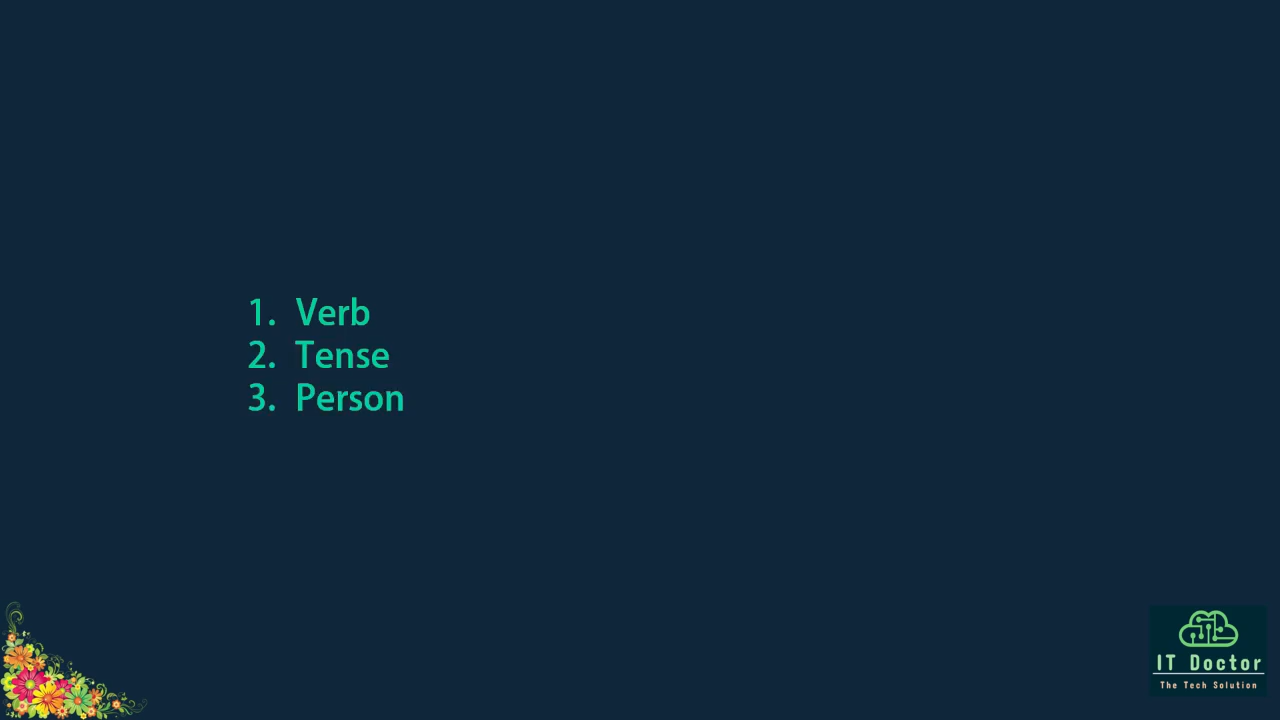 1. Verb
2. Tense
3. Person
IT Doctor
The Tech Solution